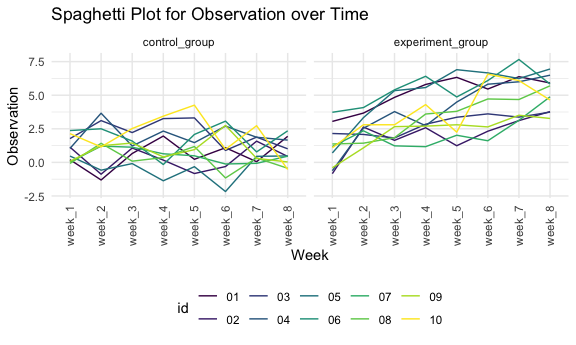 Spaghetti Plot for Observation over Time
control_group experiment_group
7.5
5.0
2.5
0.0
-2.5
Observation
week_1 week_2 week_3 week_4 week_5 week_6 week_7 week_8 week_1 week_2 week_3 week_4 week_5 week_6 week_7 week_8
Week
id
01 03 05 07 09
02 04 06 08 10